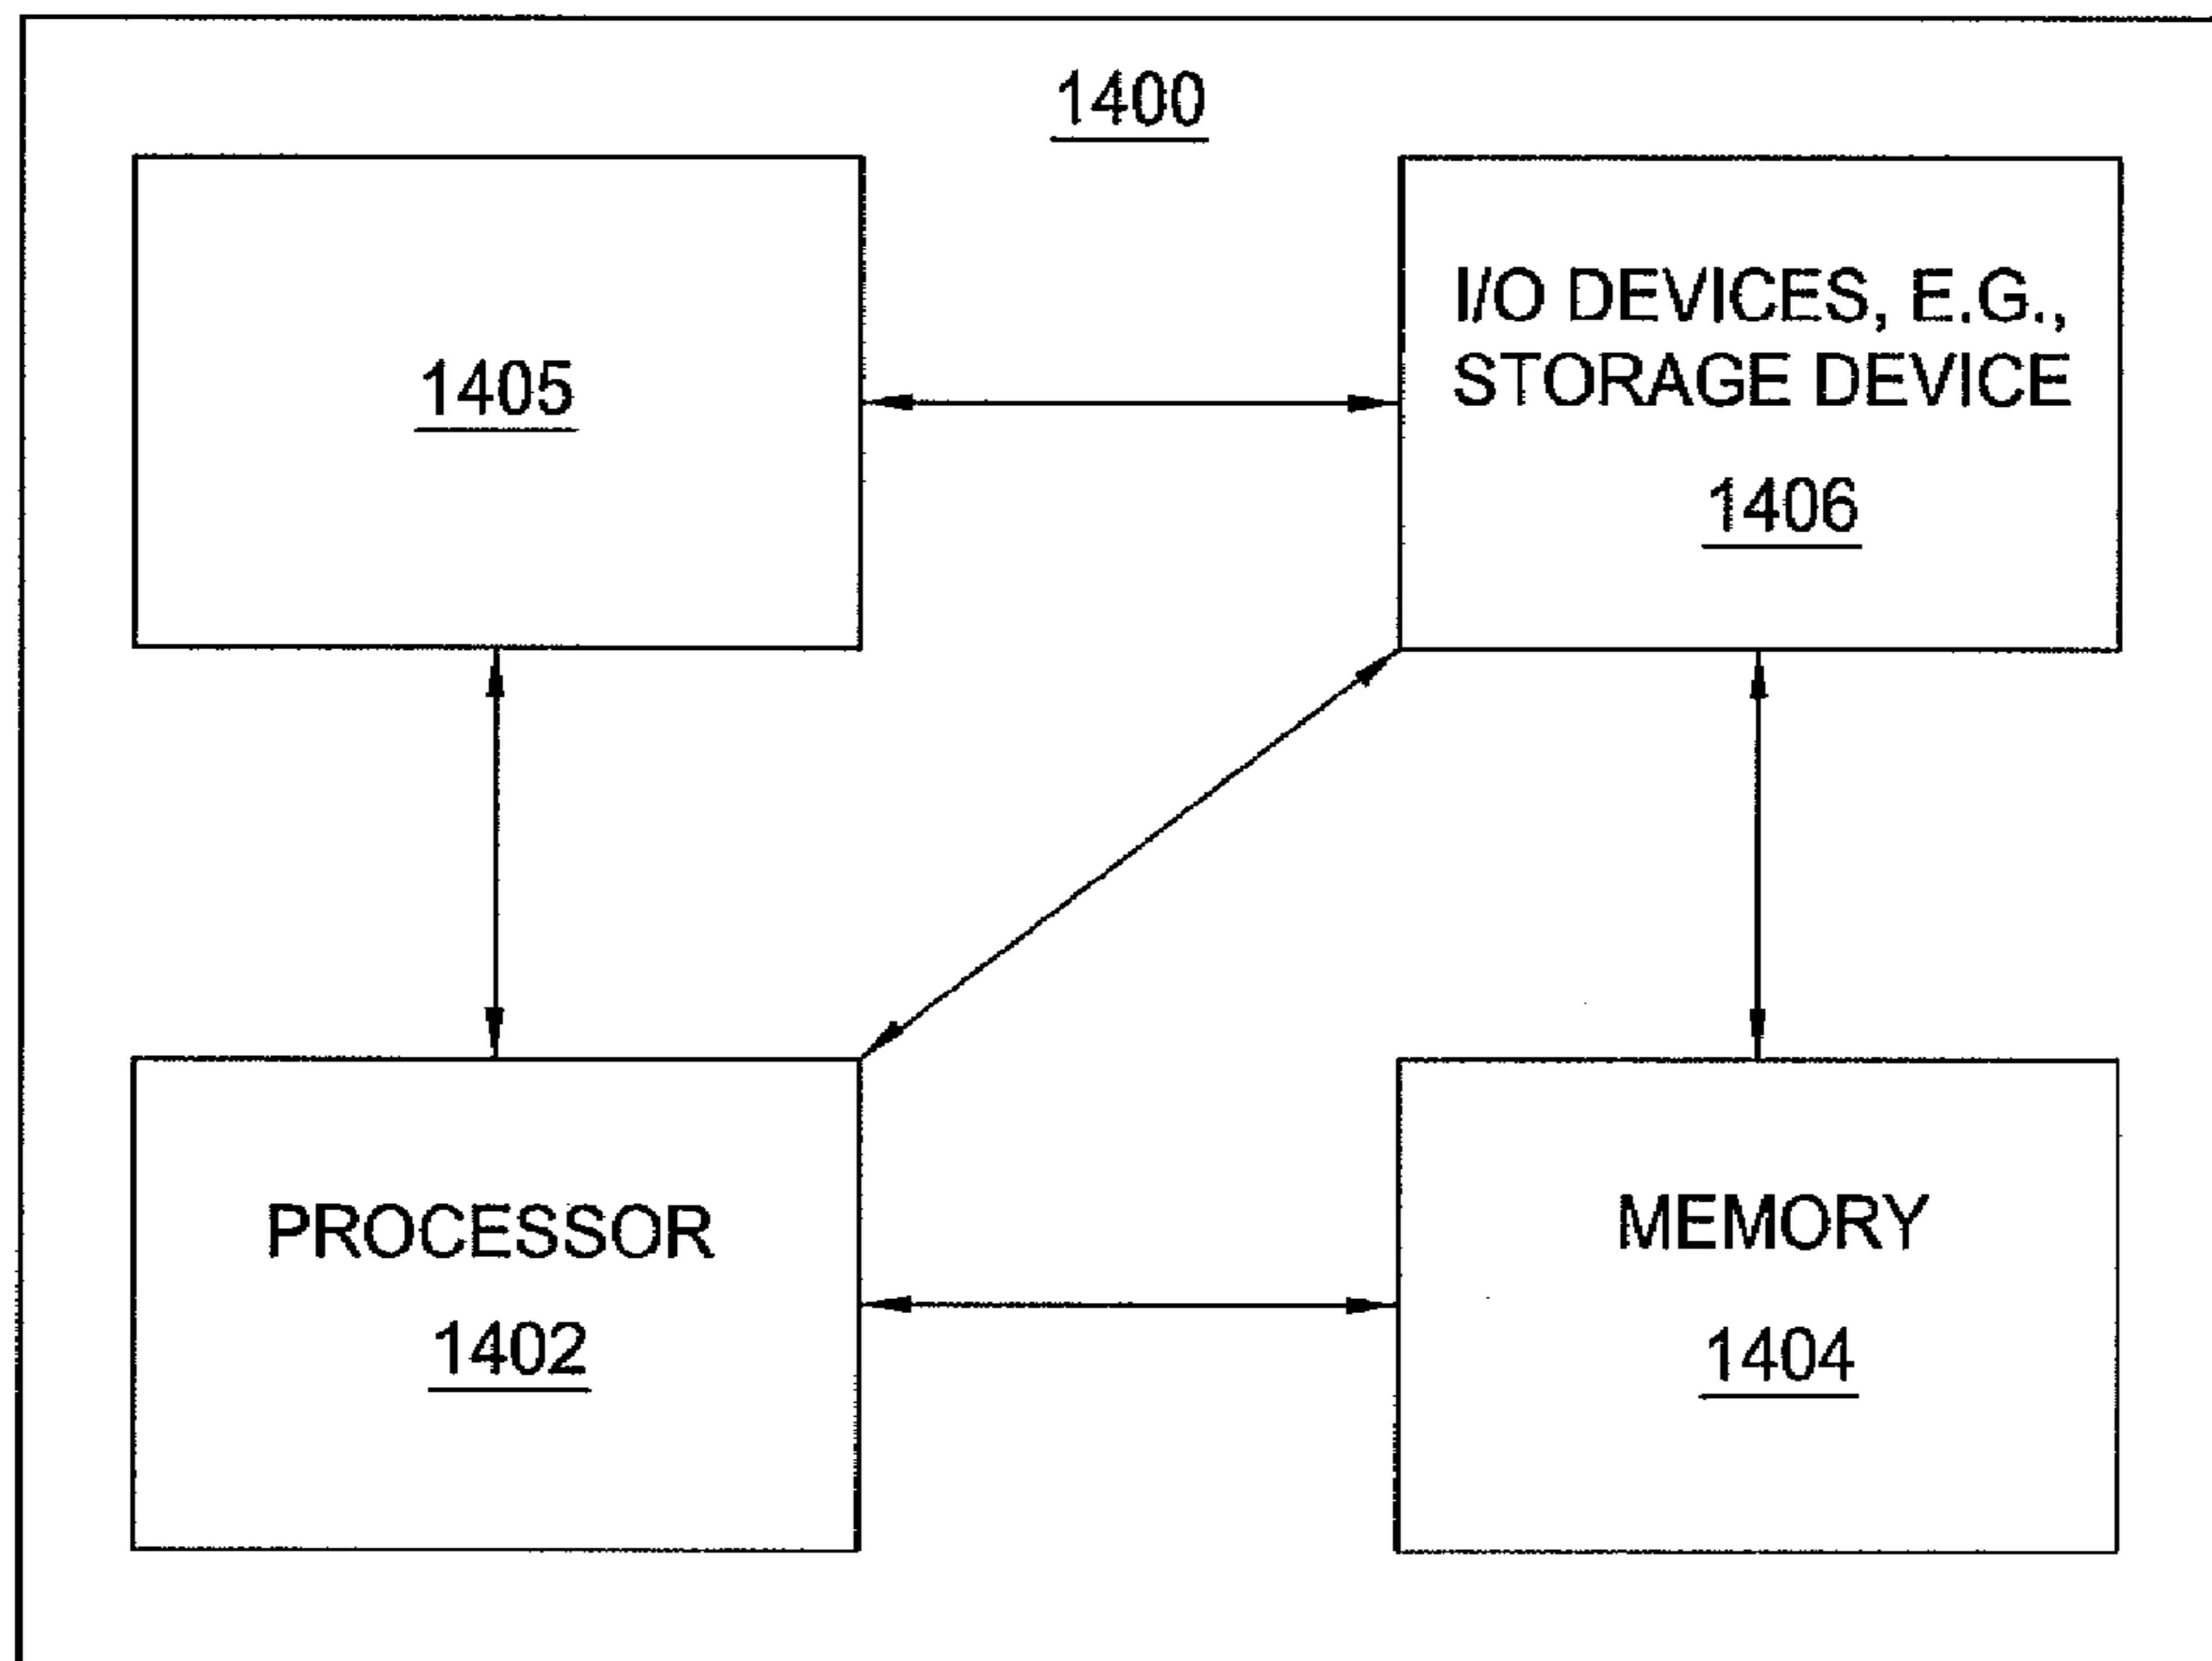 1400
1405
I/O DEVICES, E.G.,
STORAGE DEVICE
1406
PROCESSOR
1402
MEMORY
1404